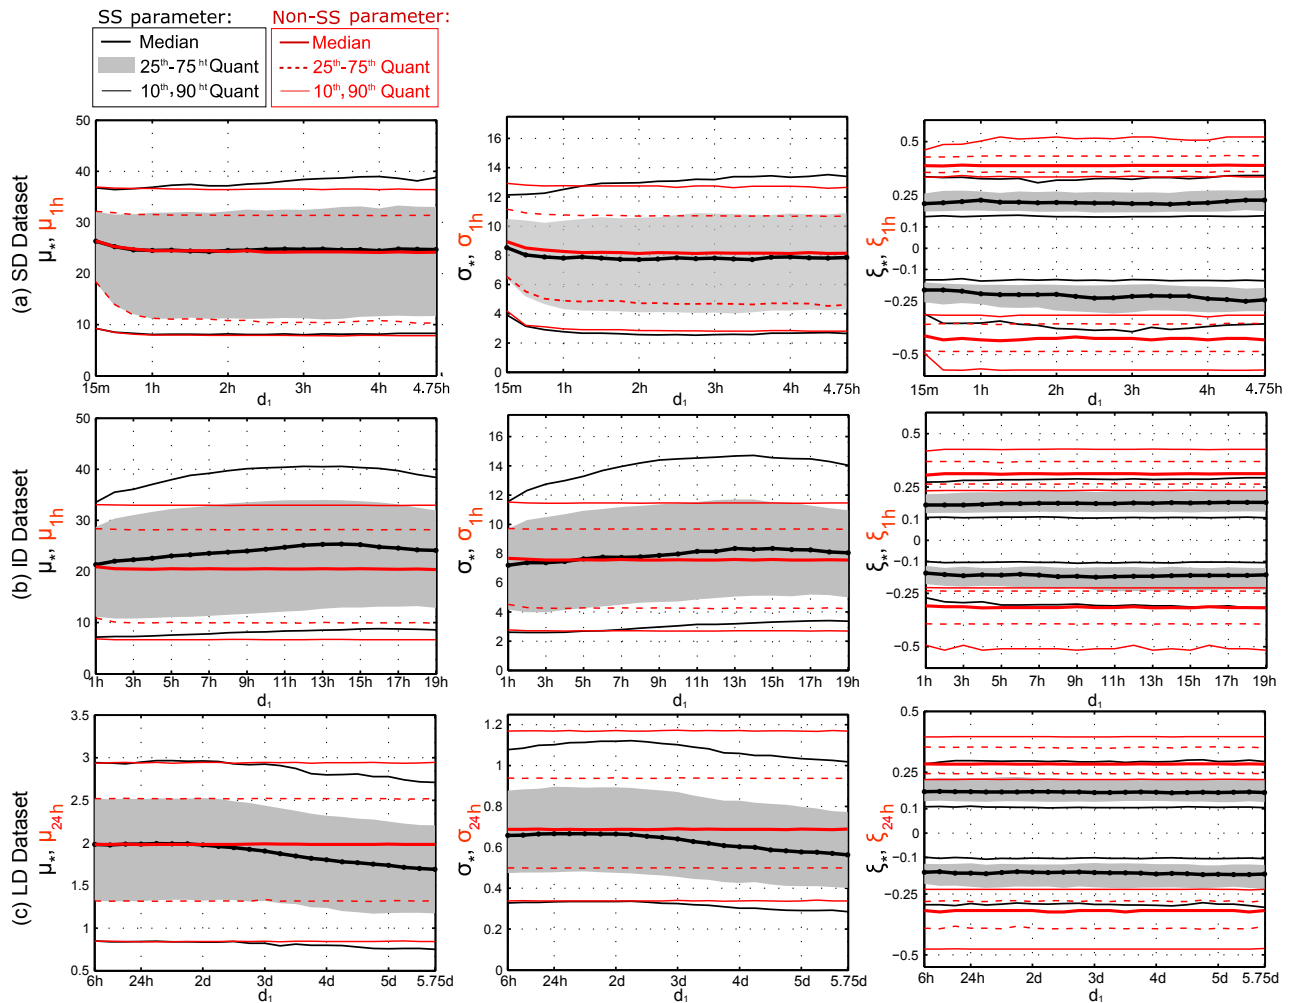 SS parameter: Non-SS parameter:
Median Median
25th-75ht Quant 25th-75th Quant
10th,90ht Quant 10th,90th Quant
(a) SD Dataset
μ*, μ1h
50
40
30
20
10
0
15m 1h 2h 3h 4h 4.75h
d1
σ*, σ1h
16
14
12
10
8
6
4
2
0
15m 1h 2h 3h 4h 4.75h
d1
ξ*, ξ1h
0.5
0.25
0.1
0
−0.1
−0.25
−0.5
15m 1h 2h 3h 4h 4.75h
d1
(b) ID Dataset
μ*, μ1h
50
40
30
20
10
0
1h 3h 5h 7h 9h 11h 13h 15h 17h 19h
d1
σ*, σ1h
16
14
12
10
8
6
4
2
0
1h 3h 5h 7h 9h 11h 13h 15h 17h 19h
d1
ξ*, ξ1h
0.5
0.25
0.1
0
−0.1
−0.25
−0.5
1h 3h 5h 7h 9h 11h 13h 15h 17h 19h
d1
(c) LD Dataset
μ*, μ24h
3.5
3
2.5
2
1.5
1
0.5
6h 24h 2d 3d 4d 5d 5.75d
d1
σ*, σ24h
1.2
1
0.8
0.6
0.4
0.2
0
6h 24h 2d 3d 4d 5d 5.75d
d1
ξ*, ξ24h
0.5
0.25
0.1
0
−0.1
−0.25
−0.5
6h 24h 2d 3d 4d 5d 5.75d
d1